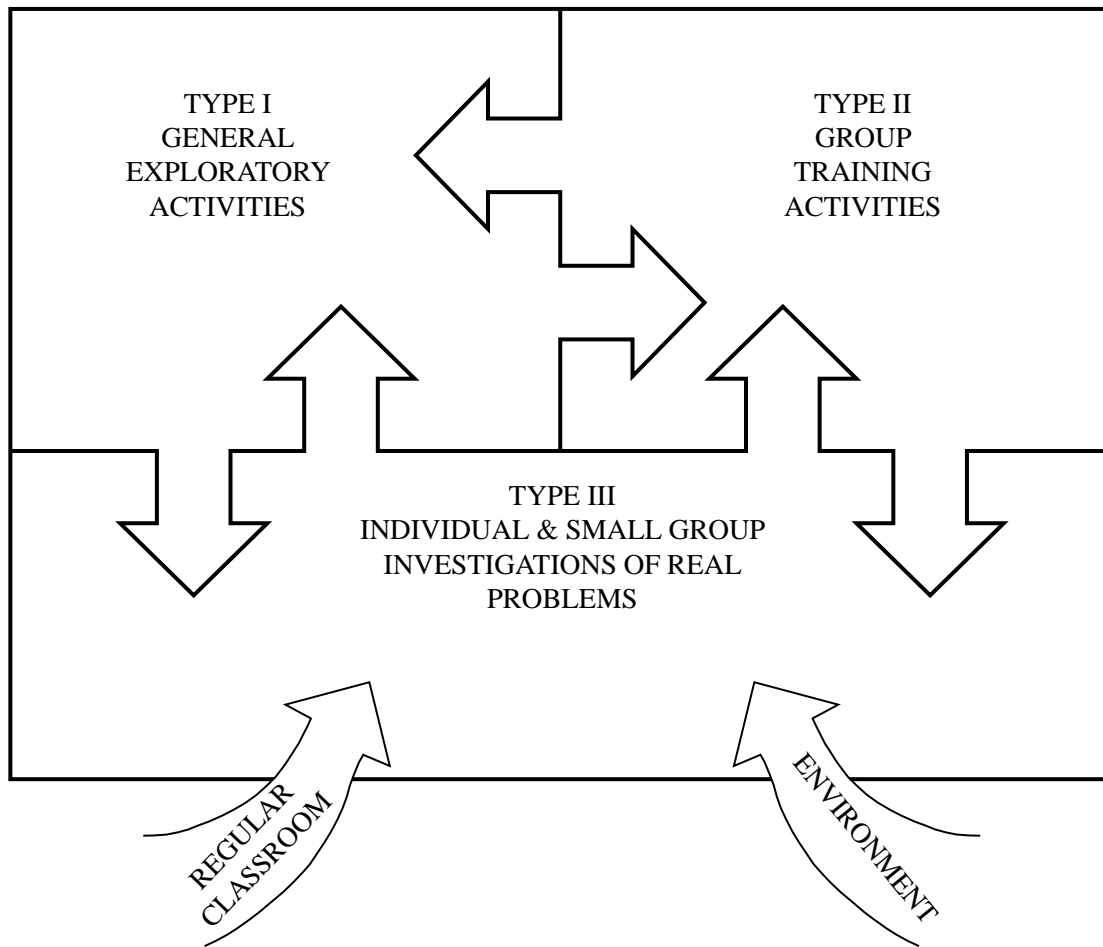 TYPE I
GENERAL
EXPLORATORY
ACTIVITIES
TYPE II
GROUP
TRAINING
ACTIVITIES
TYPE III
INDIVIDUAL & SMALL GROUP
INVESTIGATIONS OF REAL
PROBLEMS
REGULAR
CLASSROOM
ENVIRONMENT